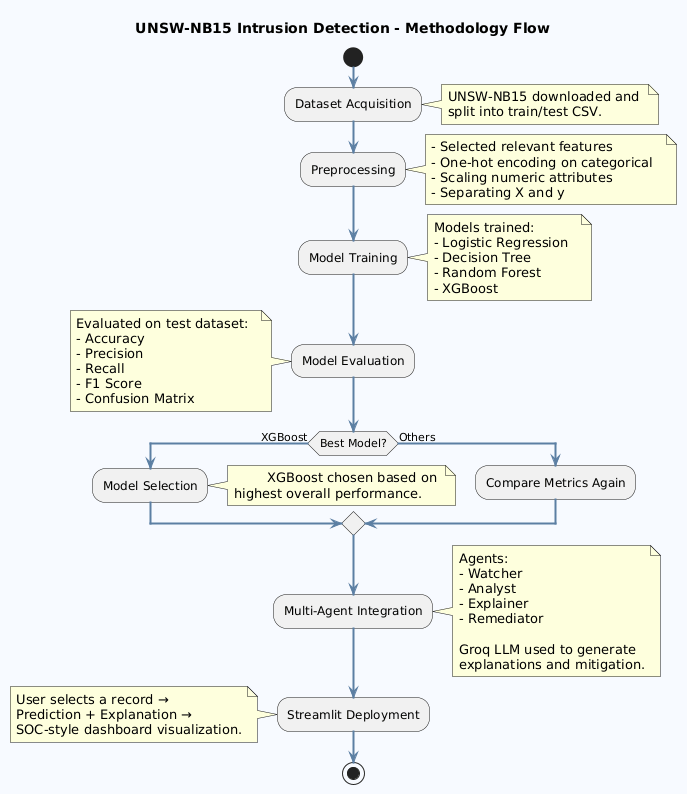 UNSW-NB15 Intrusion Detection - Methodology Flow
Dataset Acquisition
UNSW-NB15 downloaded and
split into train/test CSV.
Preprocessing
- Selected relevant features
- One-hot encoding on categorical
- Scaling numeric attributes
- Separating X and y
Model Training
Models trained:
- Logistic Regression
- Decision Tree
- Random Forest
- XGBoost
Evaluated on test dataset:
- Accuracy
- Precision
- Recall
- F1 Score
- Confusion Matrix
Model Evaluation
XGBoost
Best Model?
Others
Model Selection
XGBoost chosen based on
highest overall performance.
Compare Metrics Again
Multi-Agent Integration
Agents:
- Watcher
- Analyst
- Explainer
- Remediator
Groq LLM used to generate
explanations and mitigation.
User selects a record →
Prediction + Explanation →
SOC-style dashboard visualization.
Streamlit Deployment